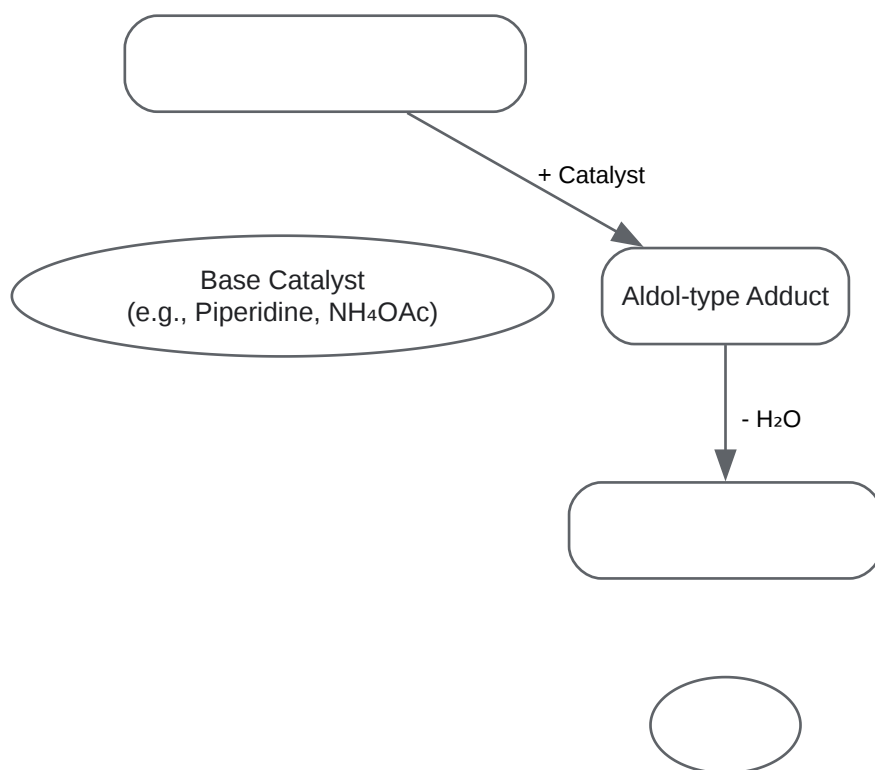 + Catalyst
Base Catalyst
(e.g., Piperidine, NH₄OAc)
Aldol-type Adduct
- H₂O